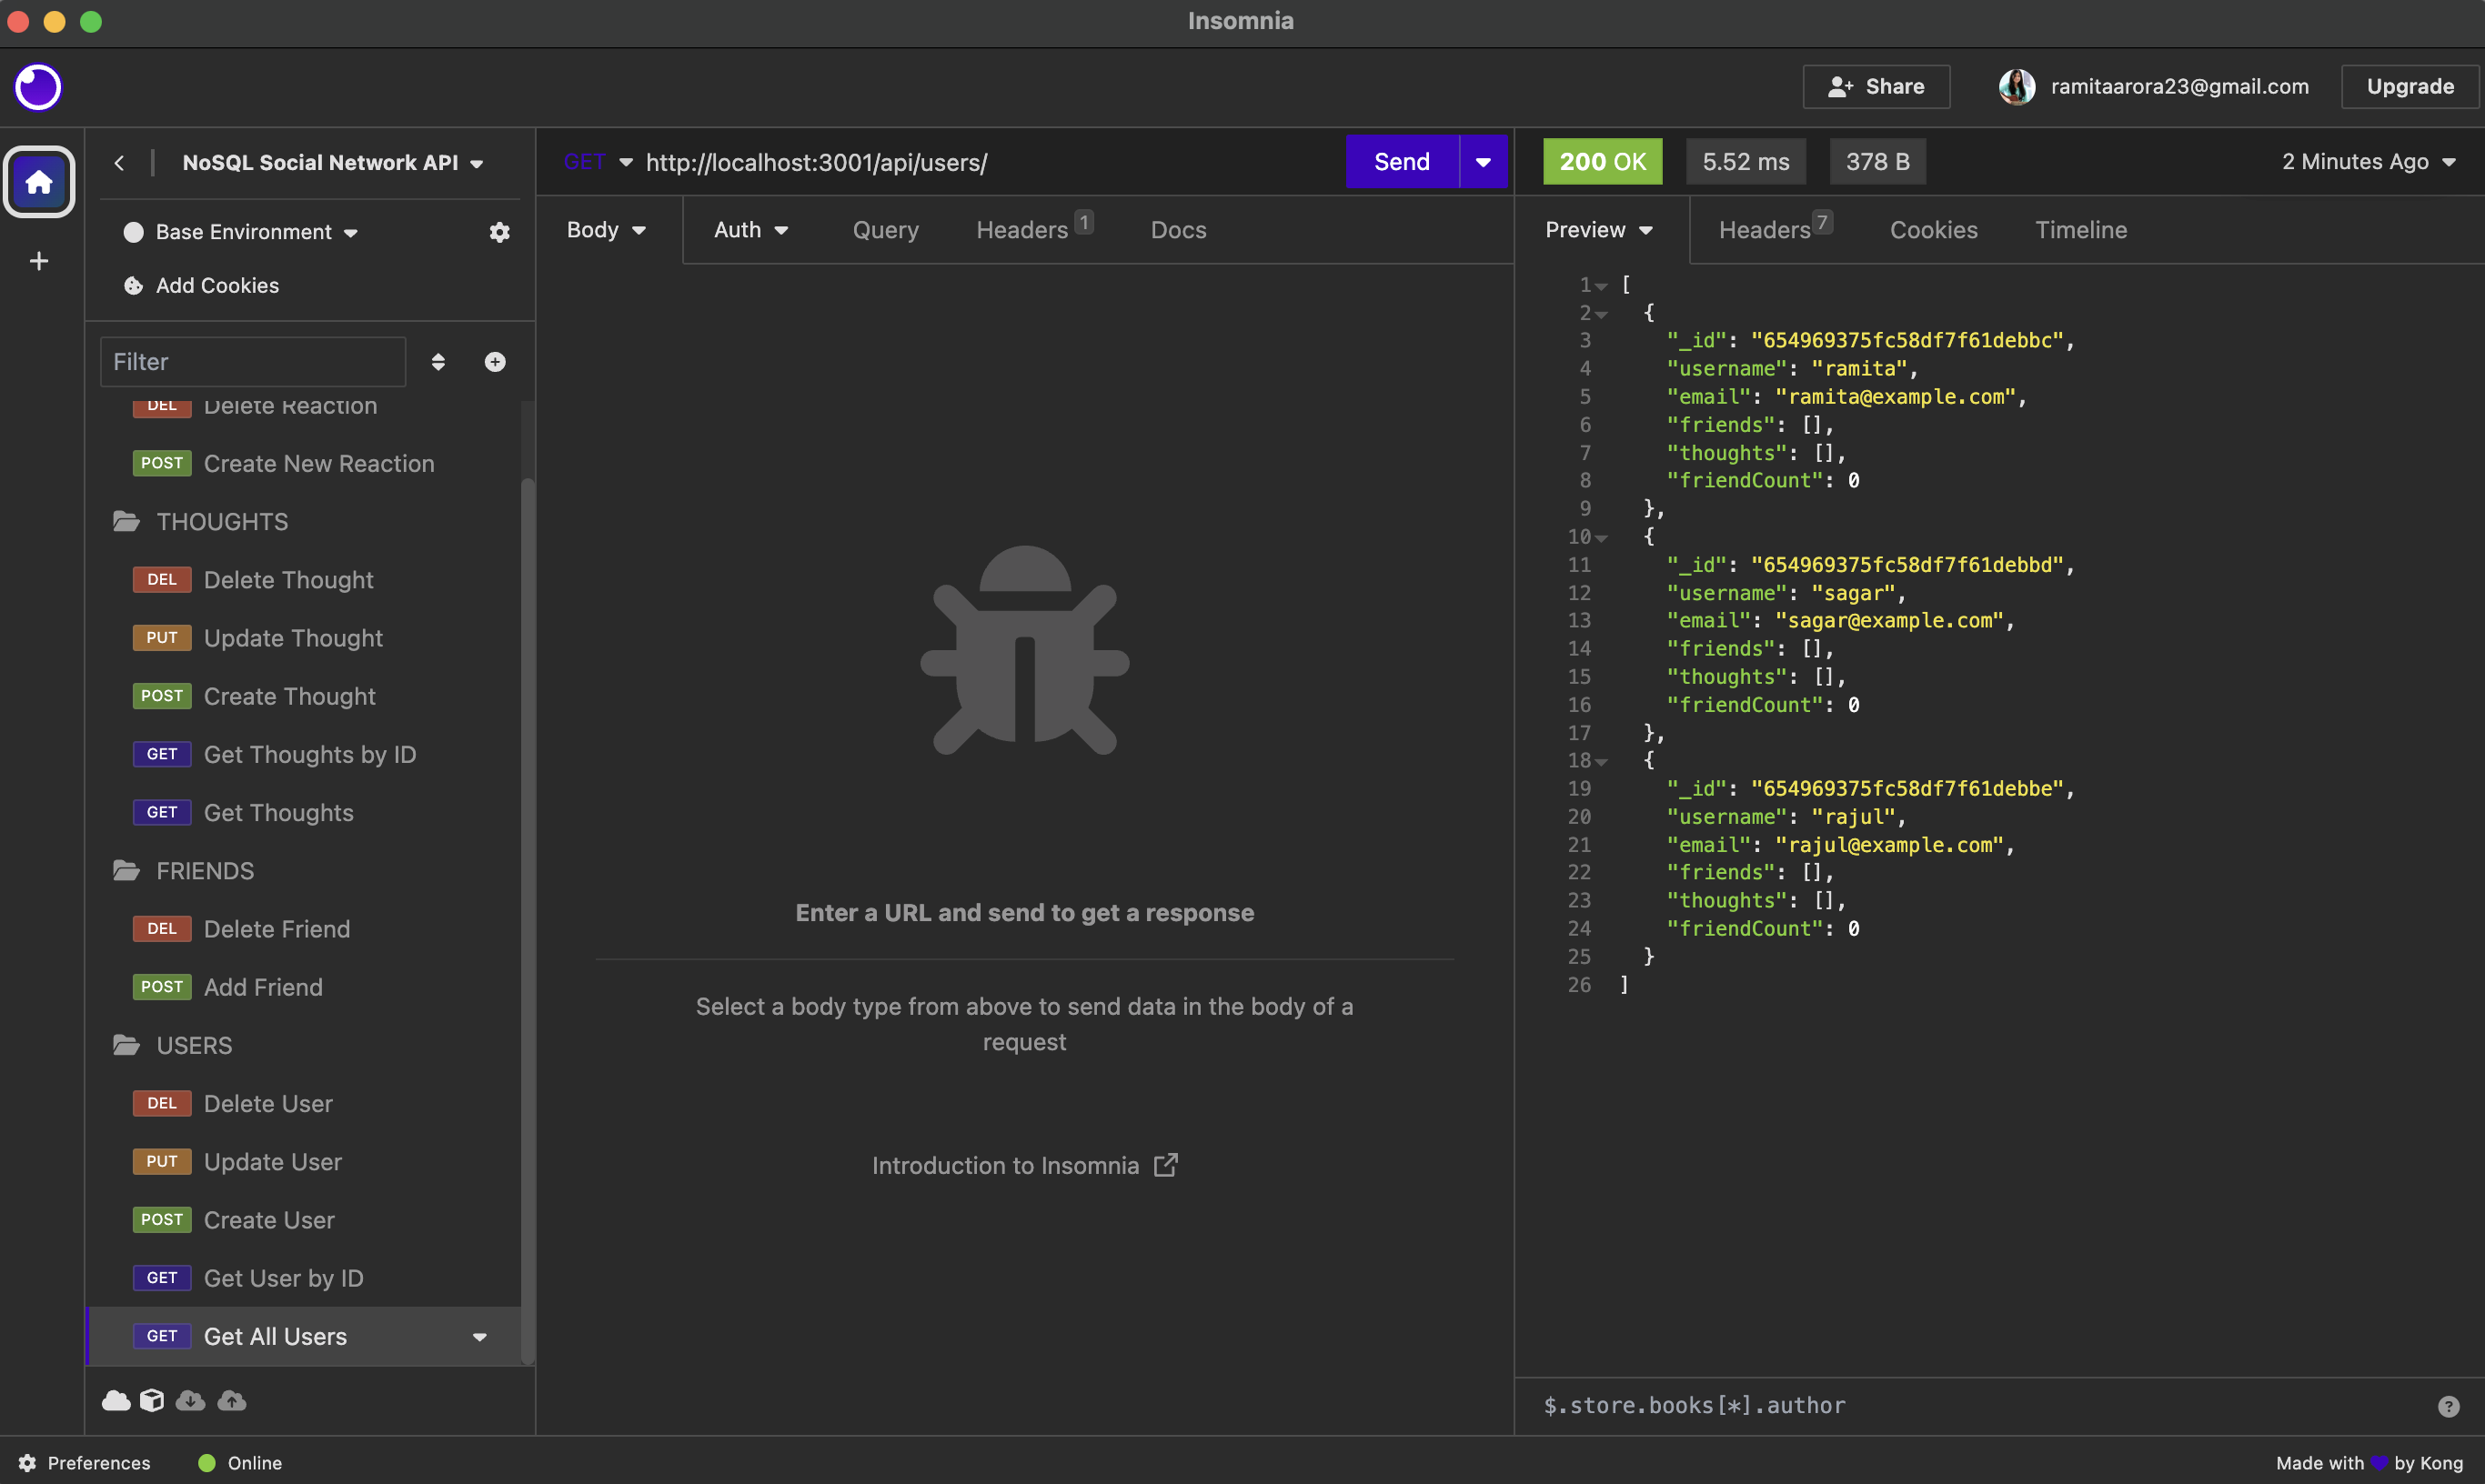 Insomnia
Share
ramitaarora23@gmail.com
Upgrade
NoSQL Social Network API
Base Environment
Add Cookies
Filter
DEL Delete Reaction
POST Create New Reaction
THOUGHTS
DEL Delete Thought
PUT Update Thought
POST Create Thought
GET Get Thoughts by ID
GET Get Thoughts
FRIENDS
DEL Delete Friend
POST Add Friend
USERS
DEL Delete User
PUT Update User
POST Create User
GET Get User by ID
GET Get All Users
GET http://localhost:3001/api/users/
Send
Body Auth Query Headers 1 Docs
Enter a URL and send to get a response
Select a body type from above to send data in the body of a
request
Introduction to Insomnia
200 OK 5.52 ms 378 B 2 Minutes Ago
Preview Headers 7 Cookies Timeline
1 [
2 {
3 "_id": "654969375fc58df7f61debbc",
4 "username": "ramita",
5 "email": "ramita@example.com",
6 "friends": [],
7 "thoughts": [],
8 "friendCount": 0
9 },
10 {
11 "_id": "654969375fc58df7f61debbd",
12 "username": "sagar",
13 "email": "sagar@example.com",
14 "friends": [],
15 "thoughts": [],
16 "friendCount": 0
17 },
18 {
19 "_id": "654969375fc58df7f61debbe",
20 "username": "rajul",
21 "email": "rajul@example.com",
22 "friends": [],
23 "thoughts": [],
24 "friendCount": 0
25 }
26 ]
$.store.books[*].author
?
Preferences
Online
Made with by Kong